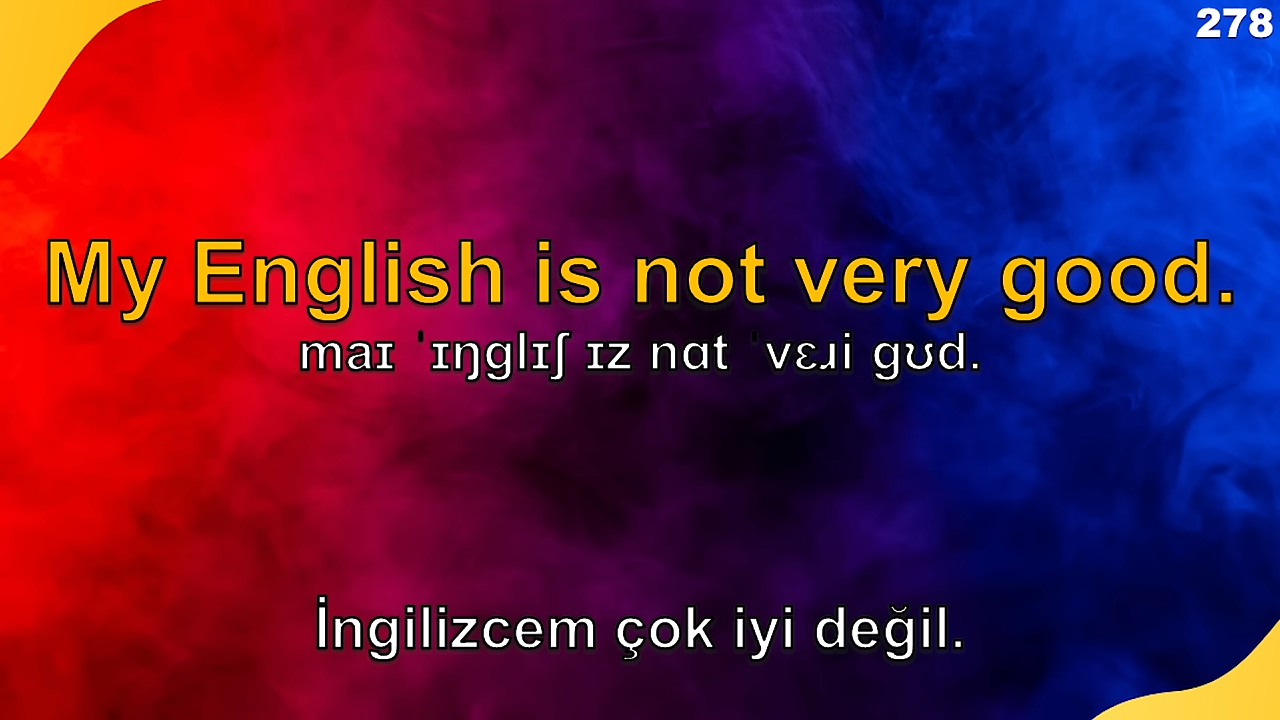 278
My English is not very good.
maɪ ˈɪŋglɪʃ ɪz nɑt ˈvɛɹi gʊd.
İngilizcem çok iyi değil.